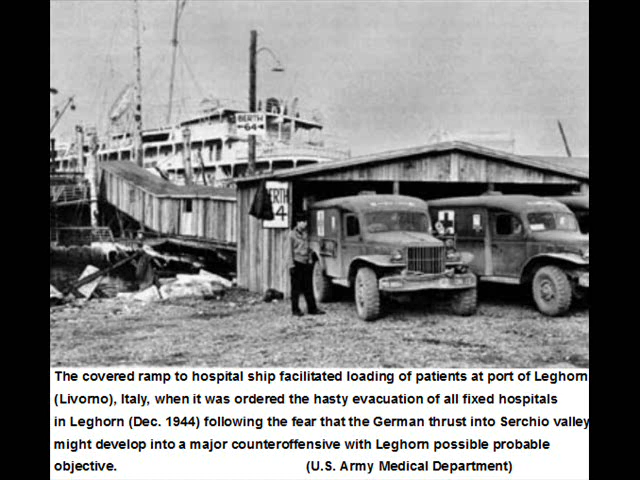 BERTH
64
BERTH
64
The covered ramp to hospital ship facilitated loading of patients at port of Leghorn
(Livorno), Italy, when it was ordered the hasty evacuation of all fixed hospitals
in Leghorn (Dec. 1944) following the fear that the German thrust into Serchio valley
might develop into a major counteroffensive with Leghorn possible probable
objective. (U.S. Army Medical Department)